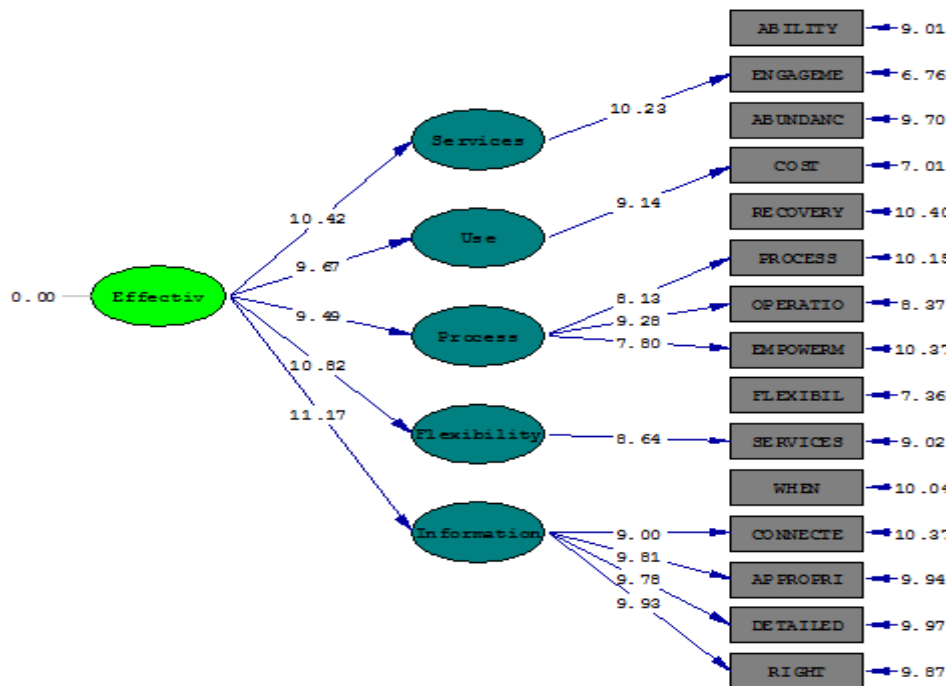 ABILITY
9.01
ENGAGEME
6.76
10.23
ABUNDANC
9.70
Services
COST
7.01
9.14
10.42
RECOVERY
10.40
Use
9.67
PROCESS
10.15
8.13
0.00
Effectiv
9.49
OPERATIO
8.37
9.28
Process
7.80
EMPOWERM
10.37
10.82
FLEXIBIL
7.36
11.17
Flexibility
8.64
SERVICES
9.02
WHEN
10.04
Information
9.00
CONNECTE
10.37
9.81
APPROPRI
9.94
9.78
9.93
DETAILED
9.97
RIGHT
9.87